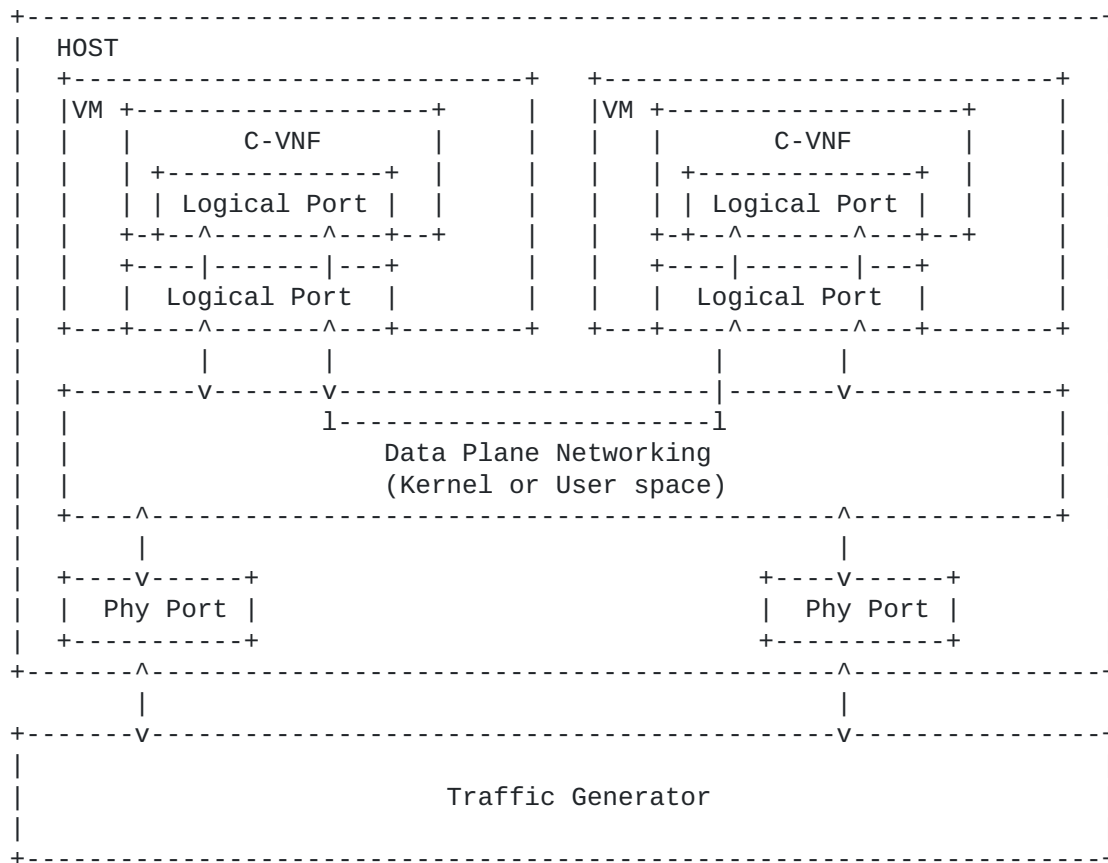 HOST
VM VM
C-VNF C-VNF
Logical Port Logical Port
Logical Port Logical Port
Data Plane Networking
(Kernel or User space)
Phy Port Phy Port
Traffic Generator